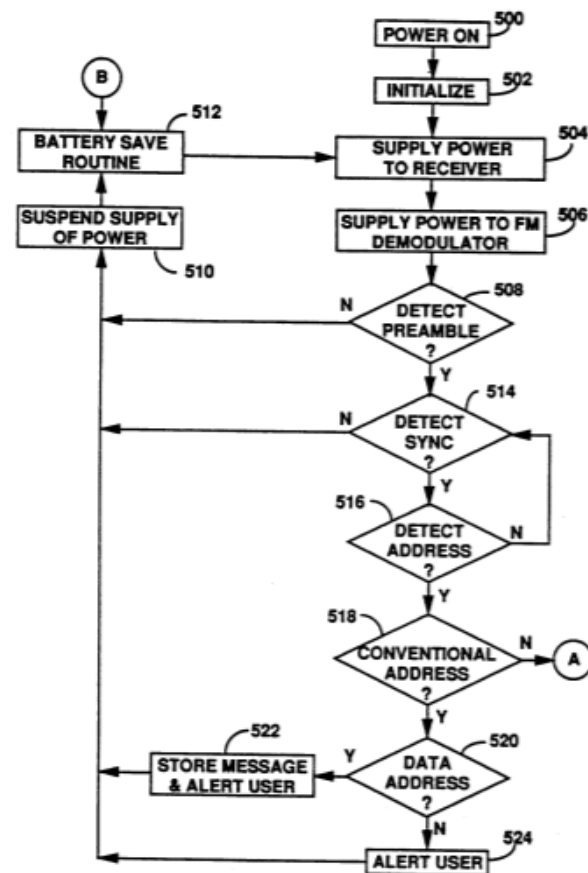 500
POWER ON
502
INITIALIZE
B
512
BATTERY SAVE
ROUTINE
504
SUPPLY POWER
TO RECEIVER
SUSPEND SUPPLY
OF POWER
510
506
SUPPLY POWER TO FM
DEMODULATOR
508
N
DETECT
PREAMBLE
?
Y
514
N
DETECT
SYNC
?
Y
516
DETECT
ADDRESS
?
N
Y
518
CONVENTIONAL
ADDRESS
?
N
A
Y
520
522
STORE MESSAGE
& ALERT USER
Y
DATA
ADDRESS
?
N
524
ALERT USER